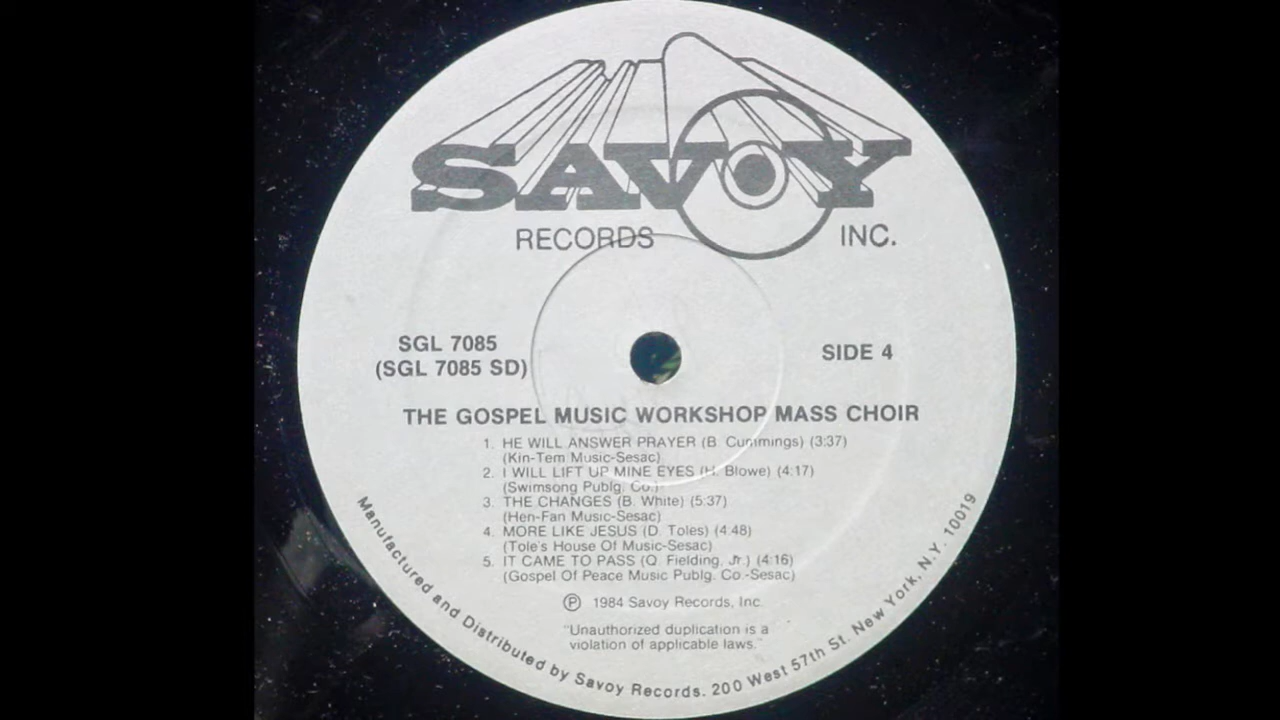 SAVOY
RECORDS INC.
SGL 7085
(SGL 7085 SD)
SIDE 4
THE GOSPEL MUSIC WORKSHOP MASS CHOIR
1. HE WILL ANSWER PRAYER (B. Cummings) (3:37)
(Kin-Tem Music-Sesac)
2. I WILL LIFT UP MINE EYES (H. Blowe) (4:17)
(Swimsong Publg. Co.)
3. THE CHANGES (B. White) (5:37)
(Hen-Fan Music-Sesac)
4. MORE LIKE JESUS (D. Toles) (4:48)
(Tole's House Of Music-Sesac)
5. IT CAME TO PASS (Q. Fielding, Jr.) (4:16)
(Gospel Of Peace Music Publg. Co.-Sesac)
Ⓟ 1984 Savoy Records, Inc.
"Unauthorized duplication is a
violation of applicable laws."
Manufactured and Distributed by Savoy Records. 200 West 57th St. New York, N.Y. 10019